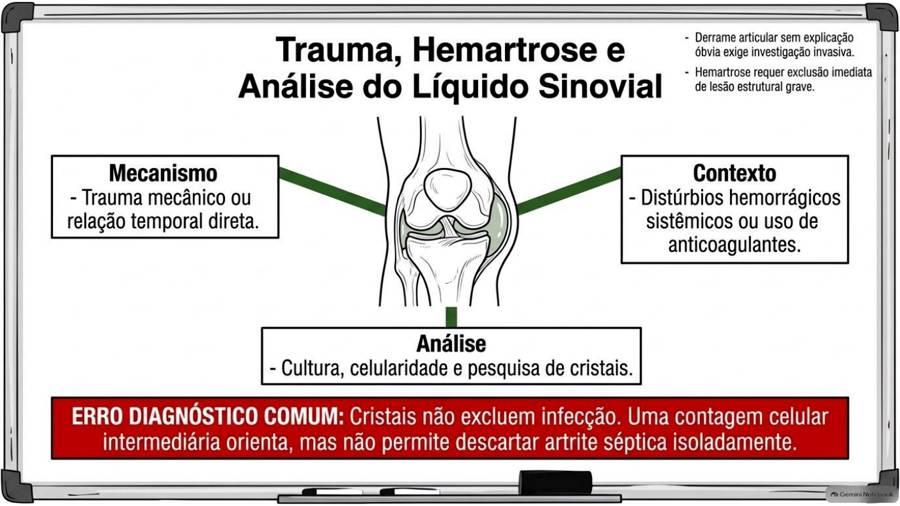 Trauma, Hemartrose e
Análise do Líquido Sinovial
- Derrame articular sem explicação
óbvia exige investigação invasiva.
- Hemartrose requer exclusão imediata
de lesão estrutural grave.
Mecanismo
- Trauma mecânico ou
relação temporal direta.
Contexto
- Distúrbios hemorrágicos
sistêmicos ou uso de
anticoagulantes.
Análise
- Cultura, celularidade e pesquisa de cristais.
ERRO DIAGNÓSTICO COMUM: Cristais não excluem infecção. Uma contagem celular
intermediária orienta, mas não permite descartar artrite séptica isoladamente.